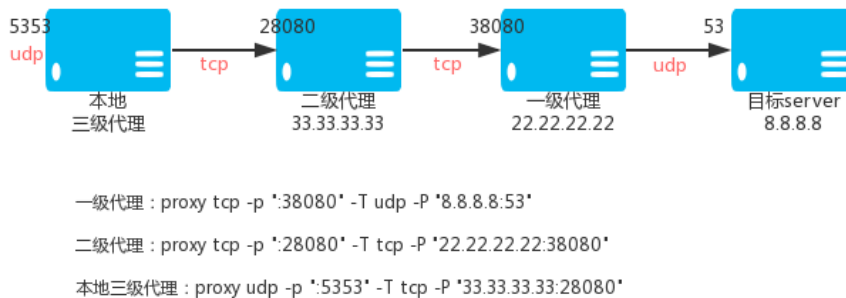 5353
28080
38080
53
udp
tcp
tcp
udp
本地
三级代理
二级代理
33.33.33.33
一级代理
22.22.22.22
目标server
8.8.8.8
一级代理：proxy tcp -p ":38080" -T udp -P "8.8.8.8:53"
二级代理：proxy tcp -p ":28080" -T tcp -P "22.22.22.22:38080"
本地三级代理：proxy udp -p ":5353" -T tcp -P "33.33.33.33:28080"